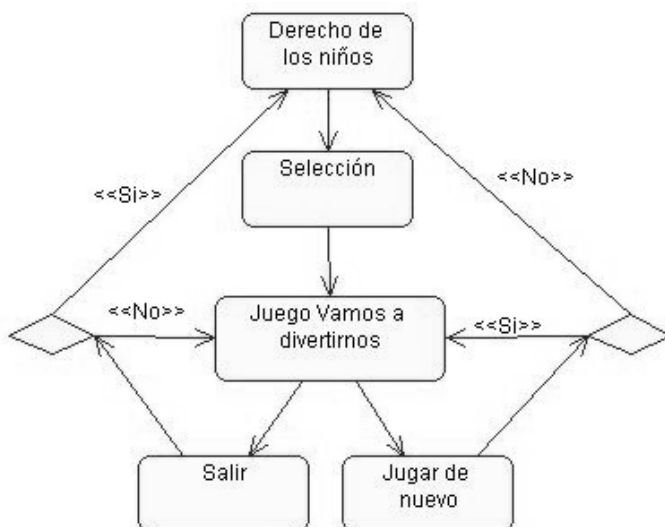 Derecho de
los niños
Selección
<<Si>>
<<No>>
<<No>>
Juego Vamos a
divertirnos
<<Si>>
Salir
Jugar de
nuevo